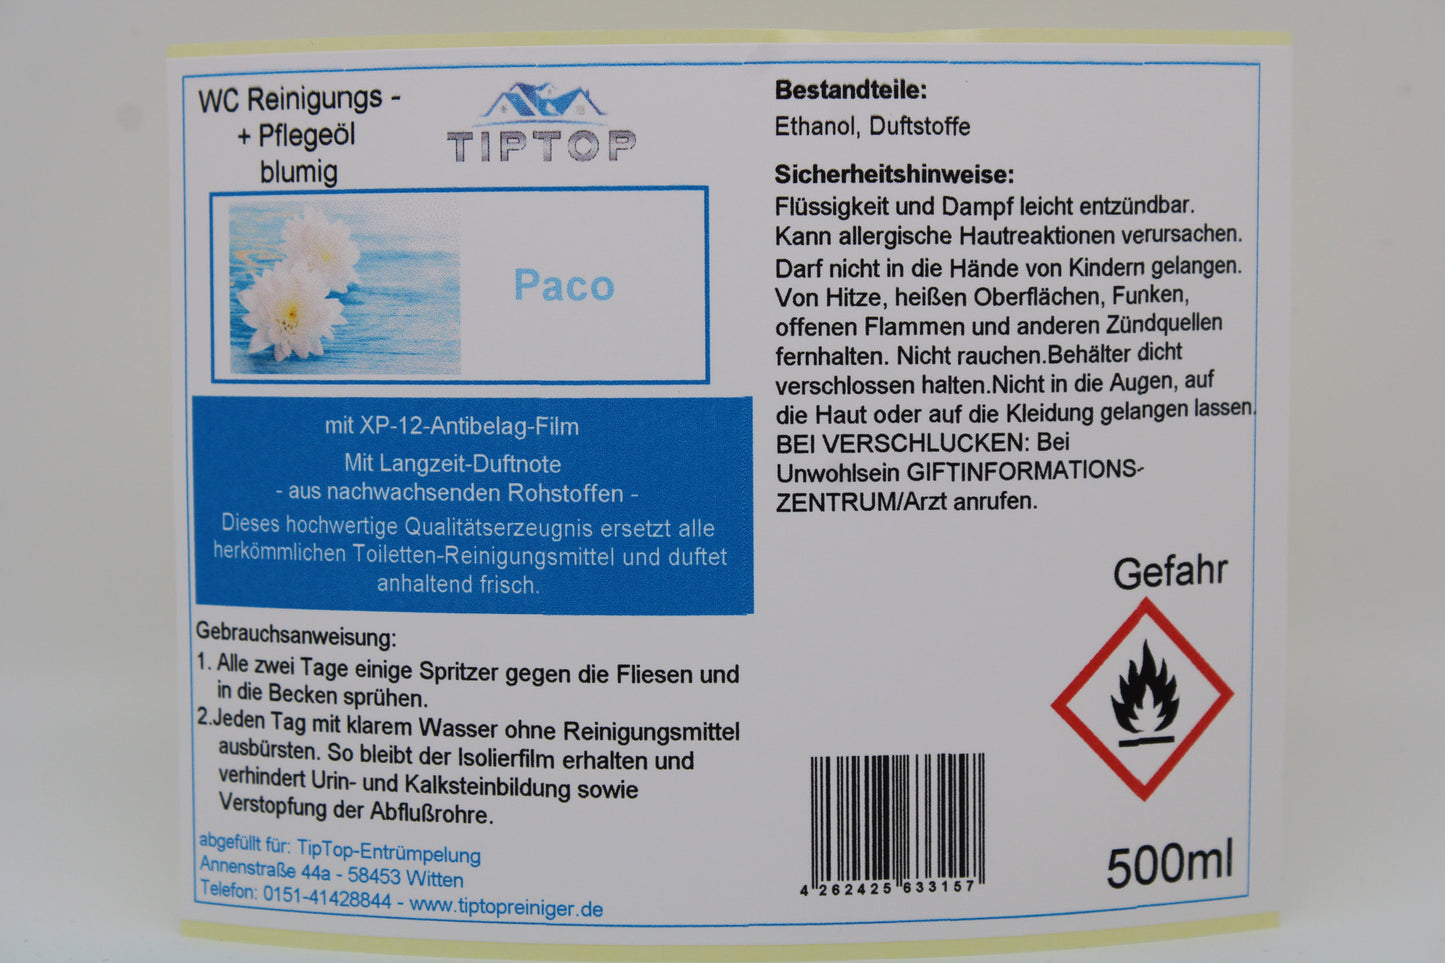 WC Reinigungs -
+ Pflegeöl
blumig
TIPTOP
Paco
mit XP-12-Antibelag-Film
Mit Langzeit-Duftnote
- aus nachwachsenden Rohstoffen -
Dieses hochwertige Qualitätserzeugnis ersetzt alle
herkömmlichen Toiletten-Reinigungsmittel und duftet
anhaltend frisch.
Gebrauchsanweisung:
1. Alle zwei Tage einige Spritzer gegen die Fliesen und
in die Becken sprühen.
2.Jeden Tag mit klarem Wasser ohne Reinigungsmittel
ausbürsten. So bleibt der Isolierfilm erhalten und
verhindert Urin- und Kalksteinbildung sowie
Verstopfung der Abflußrohre.
abgefüllt für: TipTop-Entrümpelung
Annenstraße 44a - 58453 Witten
Telefon: 0151-41428844 - www.tiptopreiniger.de
Bestandteile:
Ethanol, Duftstoffe
Sicherheitshinweise:
Flüssigkeit und Dampf leicht entzündbar.
Kann allergische Hautreaktionen verursachen.
Darf nicht in die Hände von Kindern gelangen.
Von Hitze, heißen Oberflächen, Funken,
offenen Flammen und anderen Zündquellen
fernhalten. Nicht rauchen.Behälter dicht
verschlossen halten.Nicht in die Augen, auf
die Haut oder auf die Kleidung gelangen lassen.
BEI VERSCHLUCKEN: Bei
Unwohlsein GIFTINFORMATIONS-
ZENTRUM/Arzt anrufen.
Gefahr
4 262425 633157
500ml